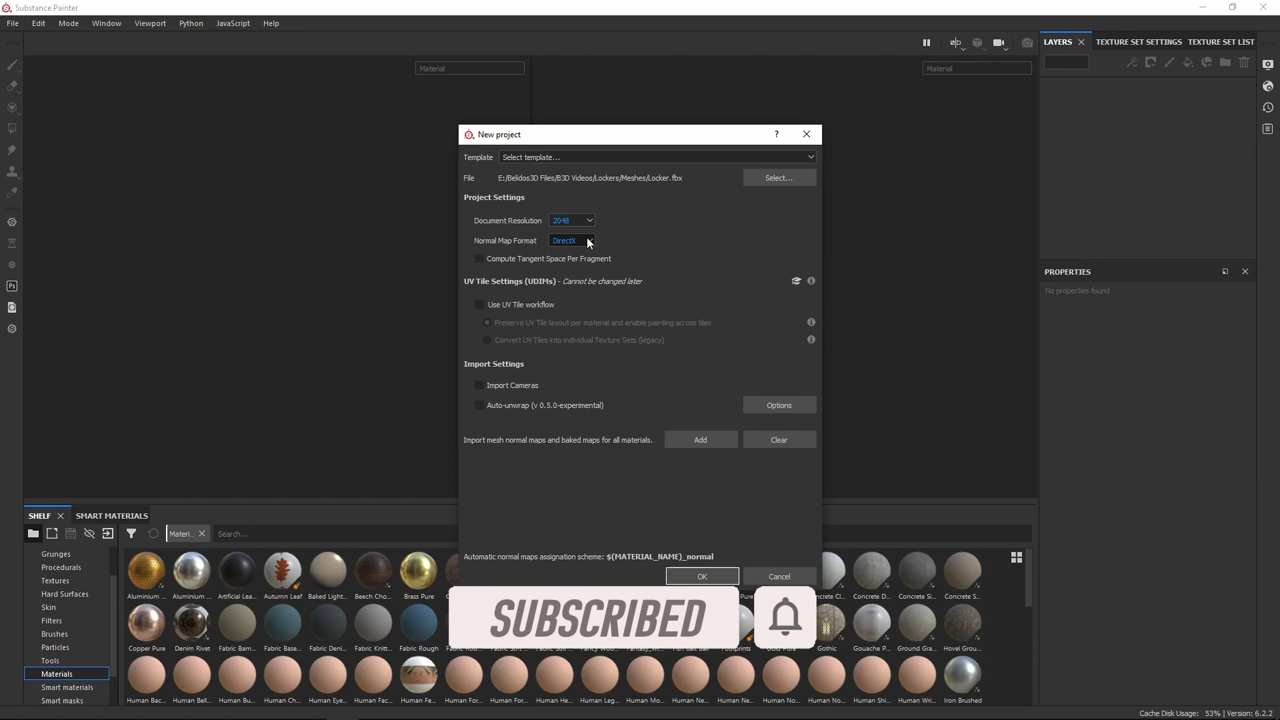 Substance Painter
File Edit Mode Window Viewport Python JavaScript Help
Material
Material
LAYERS TEXTURE SET SETTINGS TEXTURE SET LIST
New project
Template Select template...
File E:/Belidos3D Files/B3D Videos/Lockers/Meshes/Locker.fbx Select...
Project Settings
Document Resolution 2048
Normal Map Format DirectX
Compute Tangent Space Per Fragment
UV Tile Settings (UDIMs) - Cannot be changed later
Use UV Tile workflow
Preserve UV Tile layout per material and enable painting across tiles
Convert UV Tiles into individual Texture Sets (legacy)
Import Settings
Import Cameras
Auto-unwrap (v 0.5.0-experimental) Options
Import mesh normal maps and baked maps for all materials. Add Clear
Automatic normal maps assignation scheme: $(MATERIAL_NAME)_normal
OK Cancel
PROPERTIES
No properties found
SUBSCRIBED
SHELF SMART MATERIALS
Materi... Search...
Grunges
Procedurals
Textures
Hard Surfaces
Skin
Filters
Brushes
Particles
Tools
Materials
Smart materials
Smart masks
Aluminium ... Aluminium ... Artificial Lea... Autumn Leaf Baked Light... Beech Cho... Brass Pure Concrete S... Concrete D... Concrete Si... Concrete S...
Copper Pure Denim Rivet Fabric Bam... Fabric Base... Fabric Deni... Fabric Knitt... Fabric Rough Gothic Gouache P... Ground Gra... Hovel Grou...
Human Bac... Human Bell... Human Bu... Human Ch... Human Eye... Human Fac... Human Fe... Human For... Human For... Human He... Human Leg... Human Mo... Human Ne... Human No... Human No... Human Shi... Human Wri... Iron Brushed
Cache Disk Usage: 53% | Version: 6.2.2